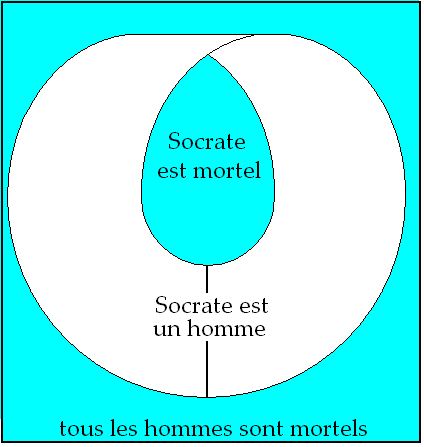 Socrate
est mortel
Socrate est
un homme
tous les hommes sont mortels